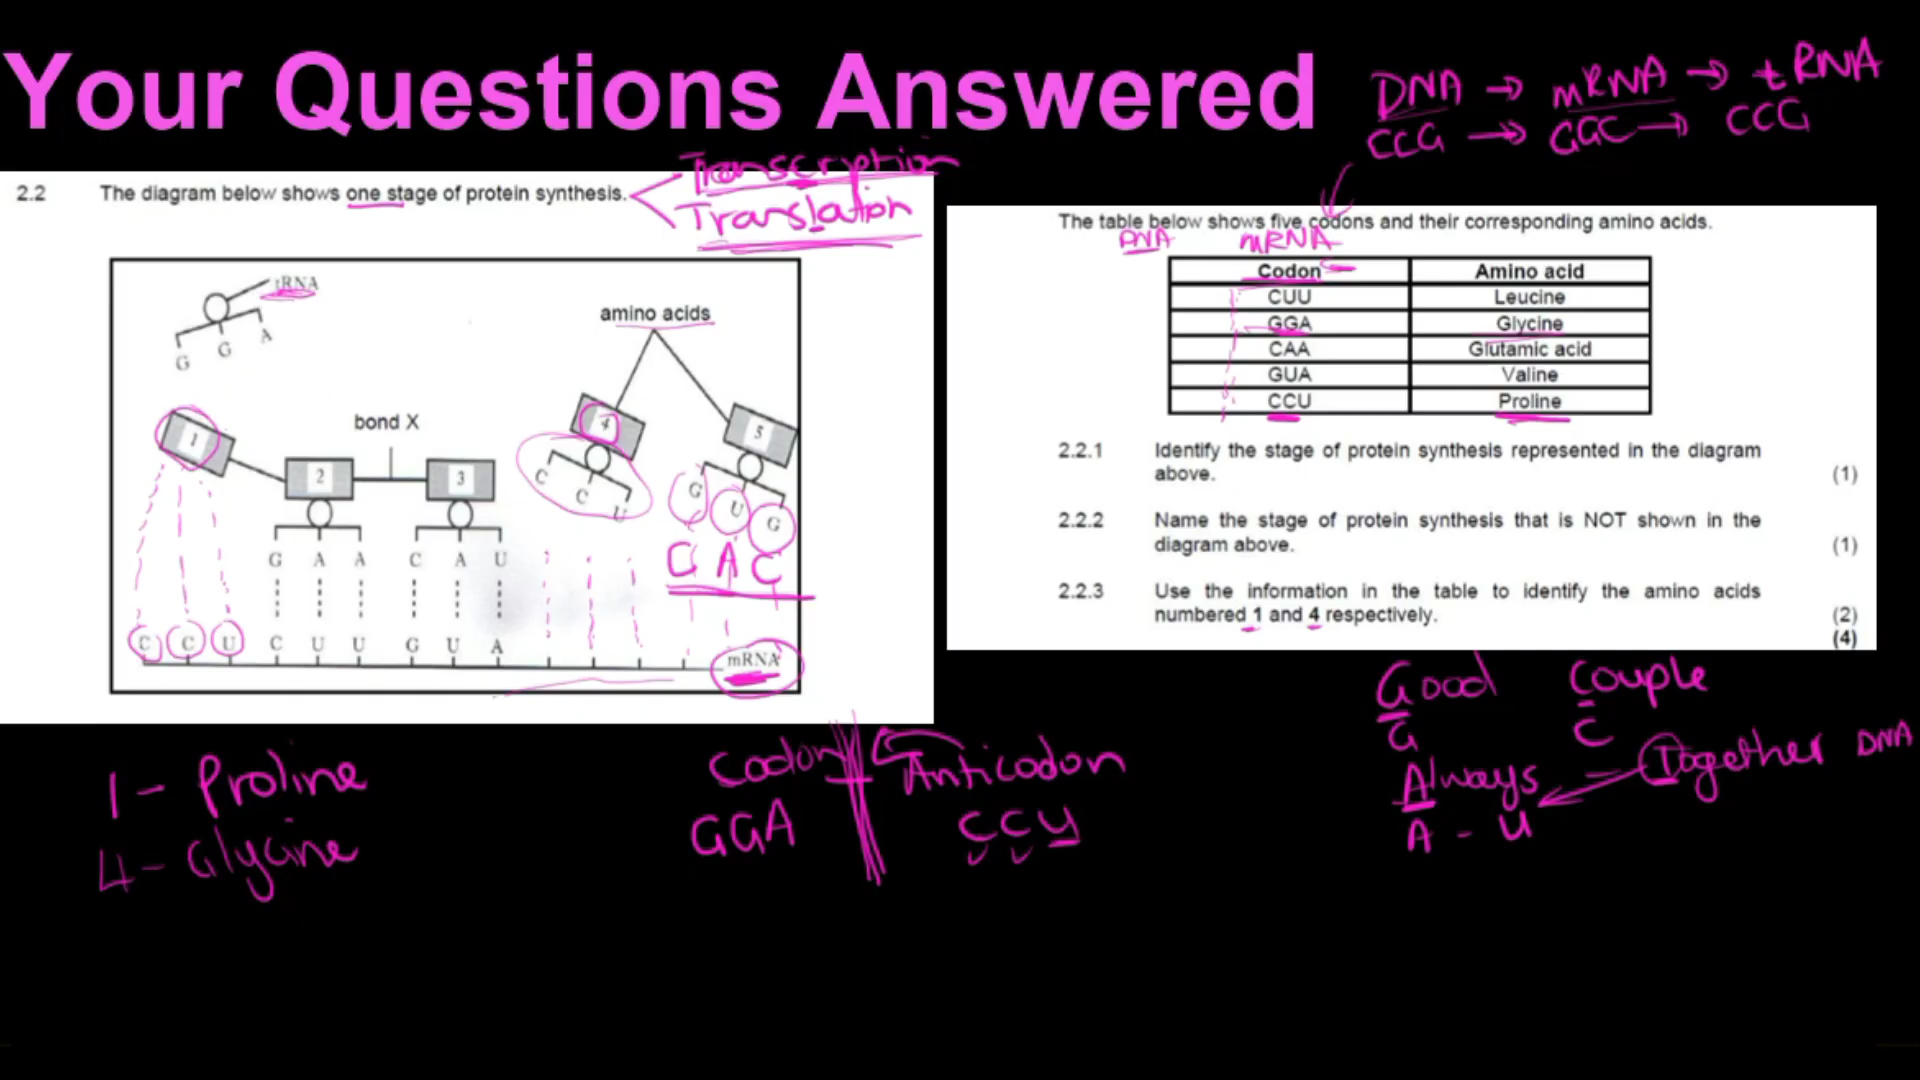 Your Questions Answered
DNA → mRNA → tRNA
CCG → GGC → CCG
2.2 The diagram below shows one stage of protein synthesis.
Transcription
Translation
tRNA
G G A
amino acids
1
bond X
2
3
4
5
C C U
G U G
C A C
G A A C A U
C C U C U U G U A
mRNA
The table below shows five codons and their corresponding amino acids.
DNA mRNA
Codon Amino acid
CUU Leucine
GGA Glycine
CAA Glutamic acid
GUA Valine
CCU Proline
2.2.1 Identify the stage of protein synthesis represented in the diagram
above. (1)
2.2.2 Name the stage of protein synthesis that is NOT shown in the
diagram above. (1)
2.2.3 Use the information in the table to identify the amino acids
numbered 1 and 4 respectively. (2)
(4)
1 - Proline
4 - Glycine
Codon Anticodon
GGA CCU
Good Couple
G C
Always Together DNA
A - U